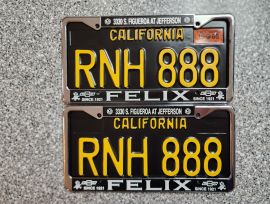 3330 S. FIGUEROA AT JEFFERSON
CALIFORNIA
RNH 888
SINCE 1921
FELIX
SINCE 1921
3330 S. FIGUEROA AT JEFFERSON
CALIFORNIA
RNH 888
SINCE 1921
FELIX
SINCE 1921